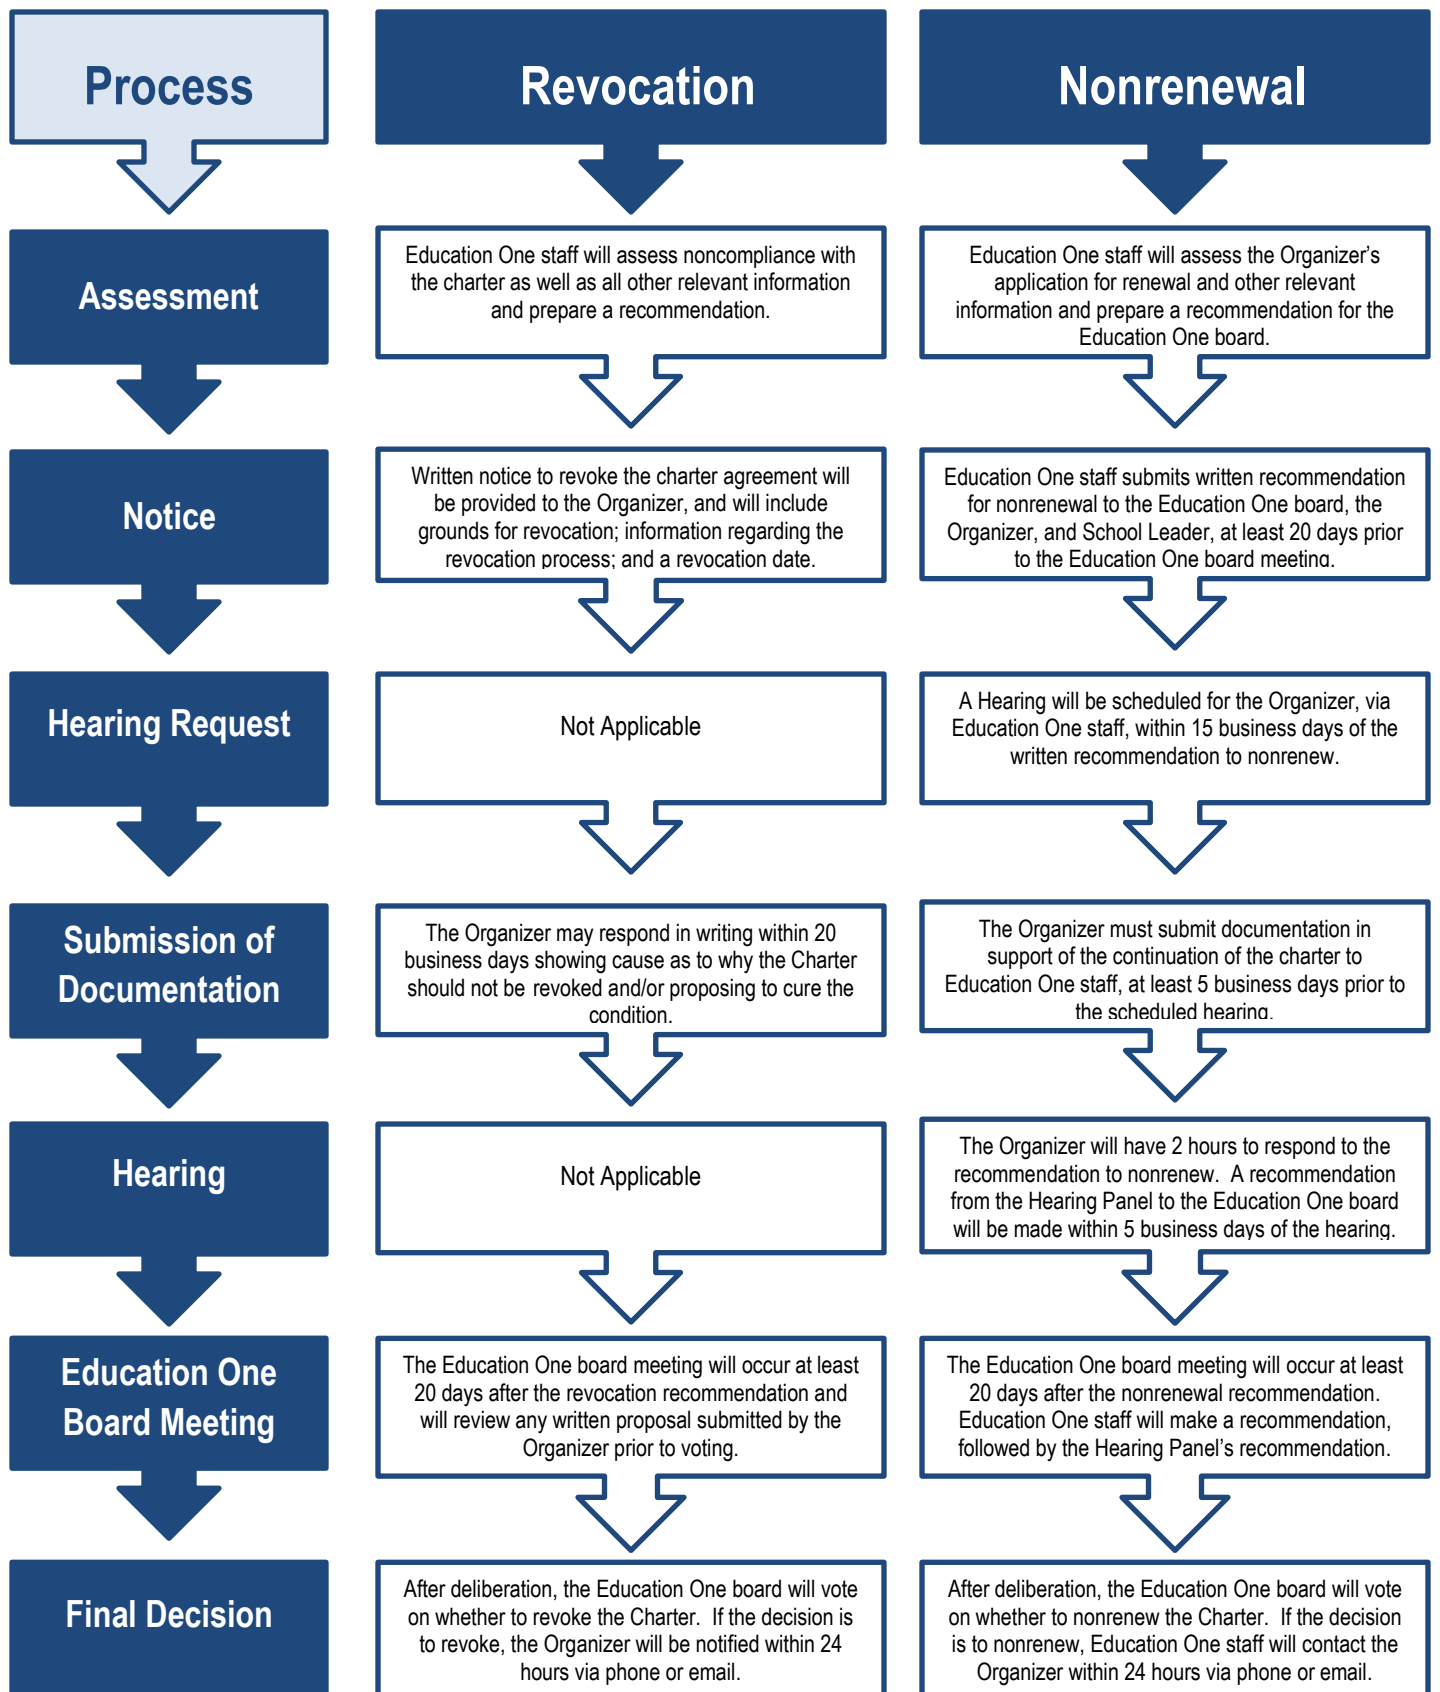 Process
Revocation
Nonrenewal
Assessment
Education One staff will assess noncompliance with
the charter as well as all other relevant information
and prepare a recommendation.
Education One staff will assess the Organizer’s
application for renewal and other relevant
information and prepare a recommendation for the
Education One board.
Notice
Written notice to revoke the charter agreement will
be provided to the Organizer, and will include
grounds for revocation; information regarding the
revocation process; and a revocation date.
Education One staff submits written recommendation
for nonrenewal to the Education One board, the
Organizer, and School Leader, at least 20 days prior
to the Education One board meeting.
Hearing Request
Not Applicable
A Hearing will be scheduled for the Organizer, via
Education One staff, within 15 business days of the
written recommendation to nonrenew.
Submission of
Documentation
The Organizer may respond in writing within 20
business days showing cause as to why the Charter
should not be revoked and/or proposing to cure the
condition.
The Organizer must submit documentation in
support of the continuation of the charter to
Education One staff, at least 5 business days prior to
the scheduled hearing.
Hearing
Not Applicable
The Organizer will have 2 hours to respond to the
recommendation to nonrenew. A recommendation
from the Hearing Panel to the Education One board
will be made within 5 business days of the hearing.
Education One
Board Meeting
The Education One board meeting will occur at least
20 days after the revocation recommendation and
will review any written proposal submitted by the
Organizer prior to voting.
The Education One board meeting will occur at least
20 days after the nonrenewal recommendation.
Education One staff will make a recommendation,
followed by the Hearing Panel’s recommendation.
Final Decision
After deliberation, the Education One board will vote
on whether to revoke the Charter. If the decision is
to revoke, the Organizer will be notified within 24
hours via phone or email.
After deliberation, the Education One board will vote
on whether to nonrenew the Charter. If the decision
is to nonrenew, Education One staff will contact the
Organizer within 24 hours via phone or email.